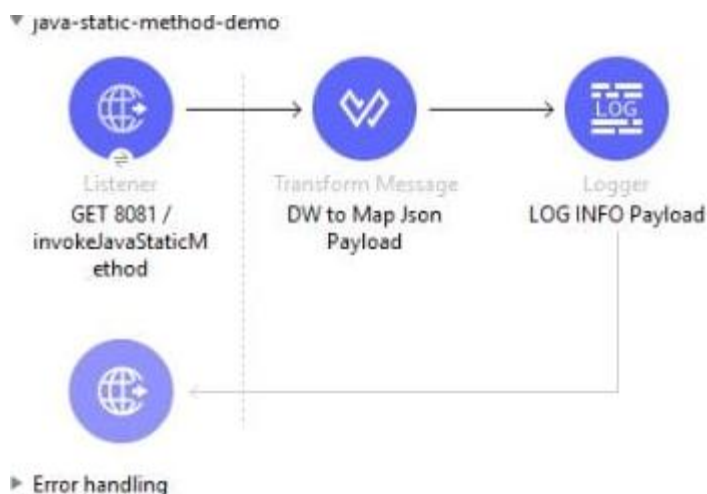 java-static-method-demo
LOG
Listener
Transform Message
Logger
GET 8081 /
DW to Map Json
LOG INFO Payload
invokeJavaStaticM
Payload
ethod
Error handling